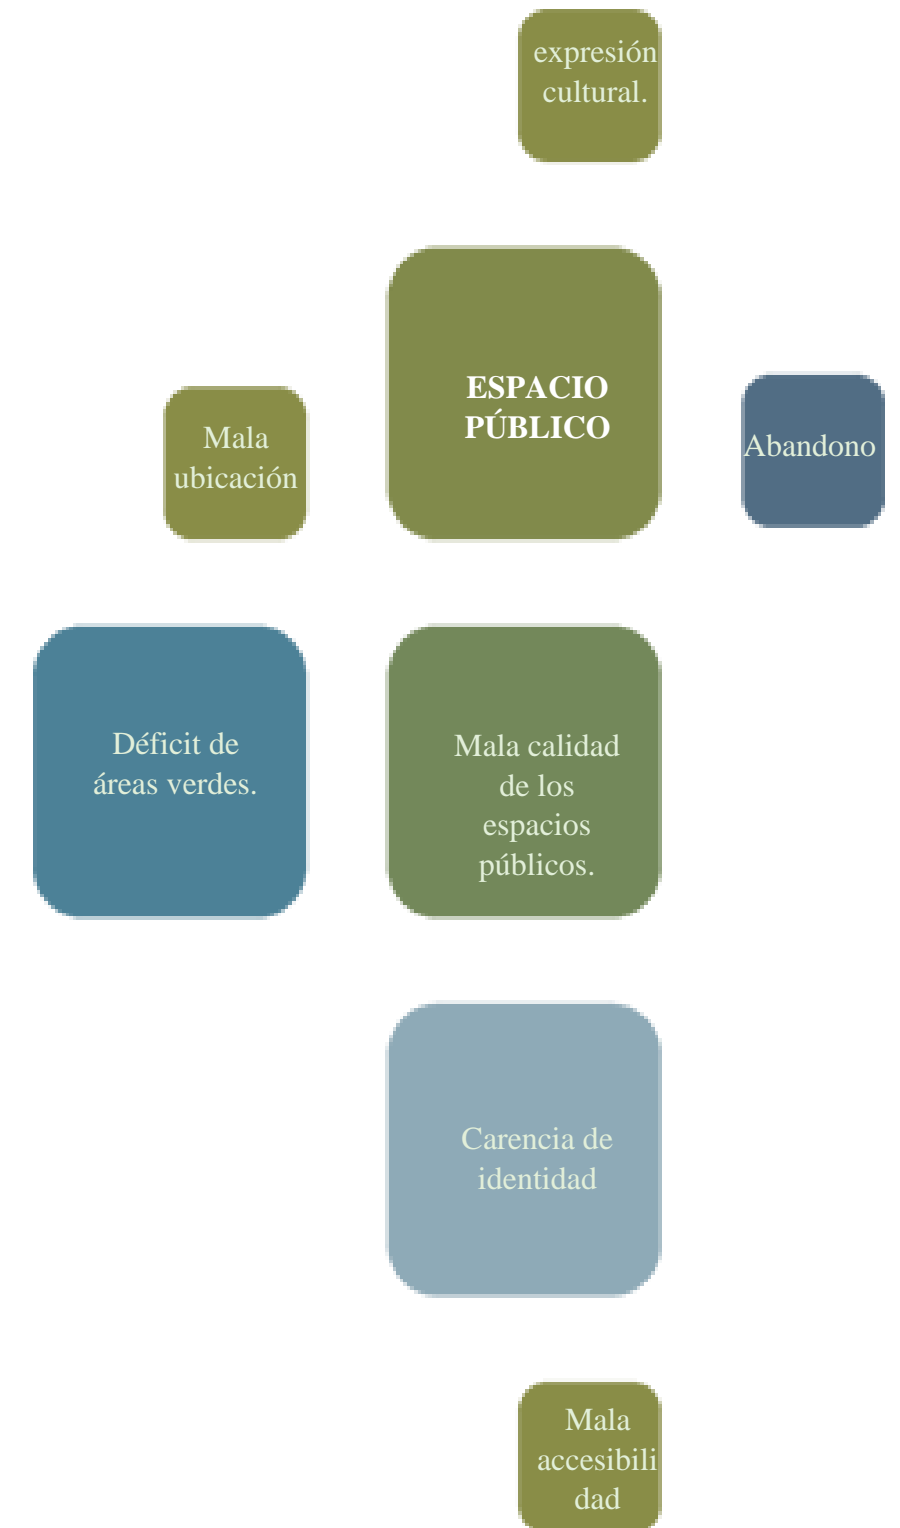 expresión
cultural.
ESPACIO
PÚBLICO
Mala
ubicación
Abandono
Déficit de
áreas verdes.
Mala calidad
de los
espacios
públicos.
Carencia de
identidad
Mala
accesibili
dad